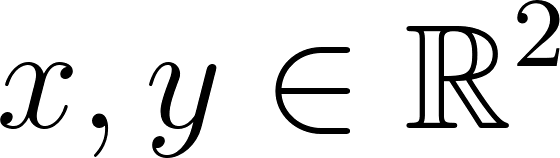 x, y ∈ ℝ²